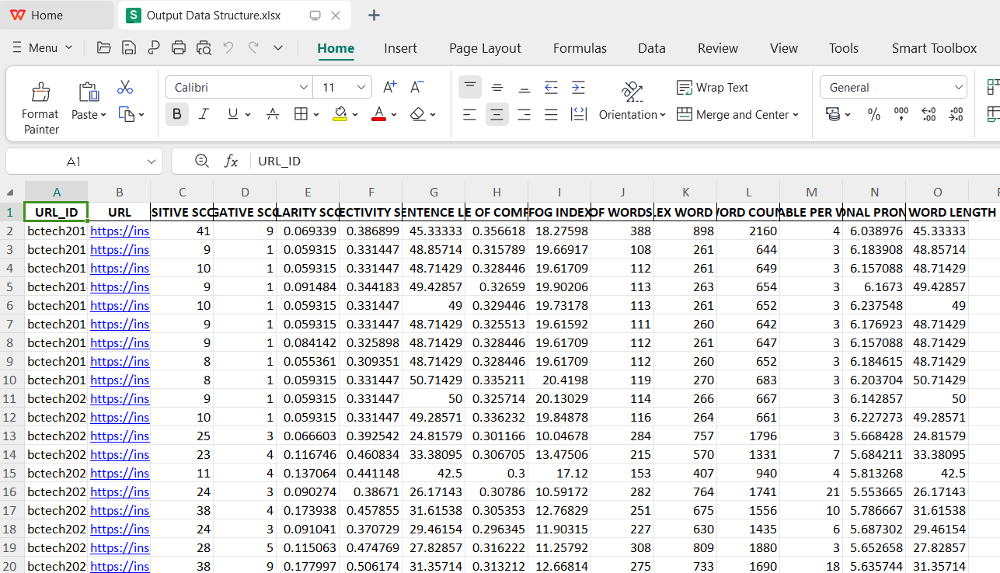 Home
Output Data Structure.xlsx
Menu
Home Insert Page Layout Formulas Data Review View Tools Smart Toolbox
Format Painter
Paste
Calibri 11
Orientation
Wrap Text
Merge and Center
General
A1
URL_ID
A B C D E F G H I J K L M N O
1 URL_ID URL SITIVE SCO GATIVE SCO LARITY SCO ECTIVITY S ENTENCE LE E OF COMP FOG INDEX OF WORDS LEX WORD WORD COUN ABLE PER W ONAL PRON WORD LENGTH
2 bctech201 https://ins 41 9 0.069339 0.386899 45.33333 0.356618 18.27598 388 898 2160 4 6.038976 45.33333
3 bctech201 https://ins 9 1 0.059315 0.331447 48.85714 0.315789 19.66917 108 261 644 3 6.183908 48.85714
4 bctech201 https://ins 10 1 0.059315 0.331447 48.71429 0.328446 19.61709 112 261 649 3 6.157088 48.71429
5 bctech201 https://ins 9 1 0.091484 0.344183 49.42857 0.32659 19.90206 113 263 654 3 6.1673 49.42857
6 bctech201 https://ins 10 1 0.059315 0.331447 49 0.329446 19.73178 113 261 652 3 6.237548 49
7 bctech201 https://ins 9 1 0.059315 0.331447 48.71429 0.325513 19.61592 111 260 642 3 6.176923 48.71429
8 bctech201 https://ins 9 1 0.084142 0.325898 48.71429 0.328446 19.61709 112 261 647 3 6.157088 48.71429
9 bctech201 https://ins 8 1 0.055361 0.309351 48.71429 0.328446 19.61709 112 260 652 3 6.184615 48.71429
10 bctech201 https://ins 8 1 0.059315 0.331447 50.71429 0.335211 20.4198 119 270 683 3 6.203704 50.71429
11 bctech202 https://ins 9 1 0.059315 0.331447 50 0.325714 20.13029 114 266 667 3 6.142857 50
12 bctech202 https://ins 10 1 0.059315 0.331447 49.28571 0.336232 19.84878 116 264 661 3 6.227273 49.28571
13 bctech202 https://ins 25 3 0.066603 0.392542 24.81579 0.301166 10.04678 284 757 1796 3 5.668428 24.81579
14 bctech202 https://ins 23 4 0.116746 0.460834 33.38095 0.306705 13.47506 215 570 1331 7 5.684211 33.38095
15 bctech202 https://ins 11 4 0.137064 0.441148 42.5 0.3 17.12 153 407 940 4 5.813268 42.5
16 bctech202 https://ins 24 3 0.090274 0.38671 26.17143 0.30786 10.59172 282 764 1741 21 5.553665 26.17143
17 bctech202 https://ins 38 4 0.173938 0.457855 31.61538 0.305353 12.76829 251 675 1556 10 5.786667 31.61538
18 bctech202 https://ins 24 3 0.091041 0.370729 29.46154 0.296345 11.90315 227 630 1435 6 5.687302 29.46154
19 bctech202 https://ins 28 5 0.115063 0.474769 27.82857 0.316222 11.25792 308 809 1880 3 5.652658 27.82857
20 bctech202 https://ins 38 9 0.177997 0.506174 31.35714 0.313212 12.66814 275 733 1690 18 5.635744 31.35714